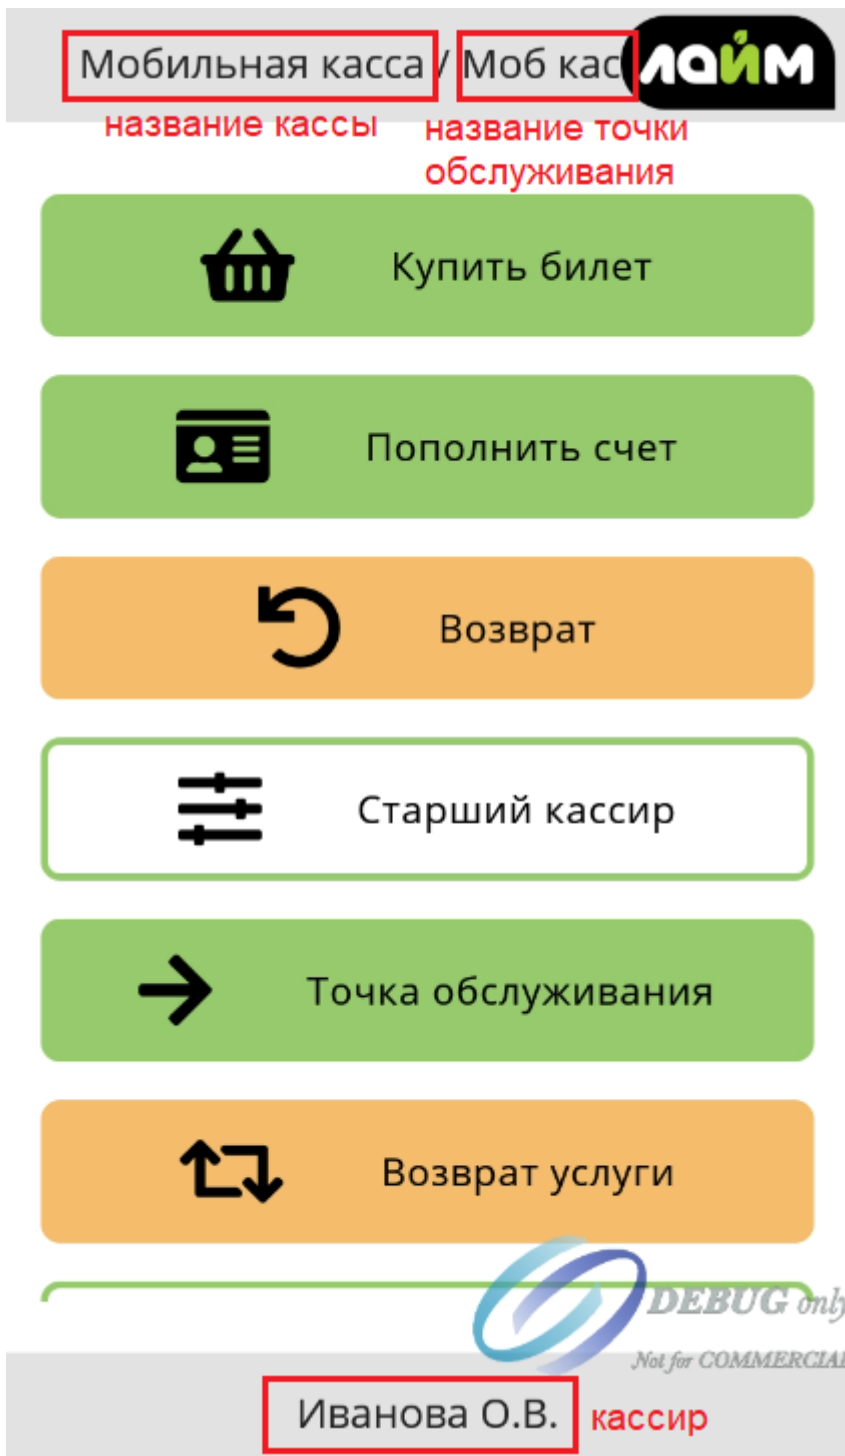 Мобильная касса / Моб кас лайм
название кассы название точки
обслуживания
Купить билет
Пополнить счет
Возврат
Старший кассир
Точка обслуживания
Возврат услуги
DEBUG only
Not for COMMERCIAL
Иванова О.В. кассир